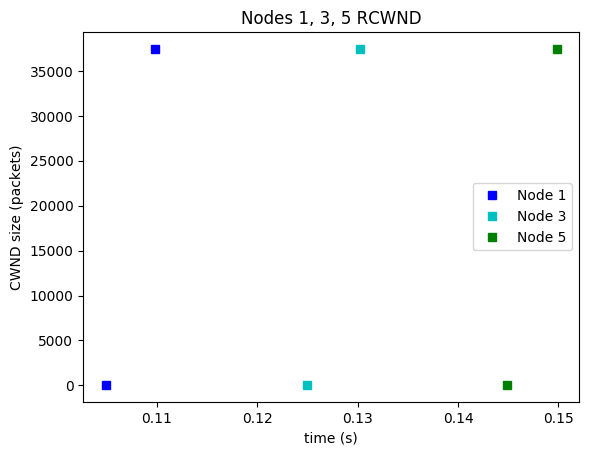 Nodes 1, 3, 5 RCWND
CWND size (packets)
35000
30000
25000
20000
15000
10000
5000
0
Node 1
Node 3
Node 5
0.11
0.12
0.13
0.14
0.15
time (s)